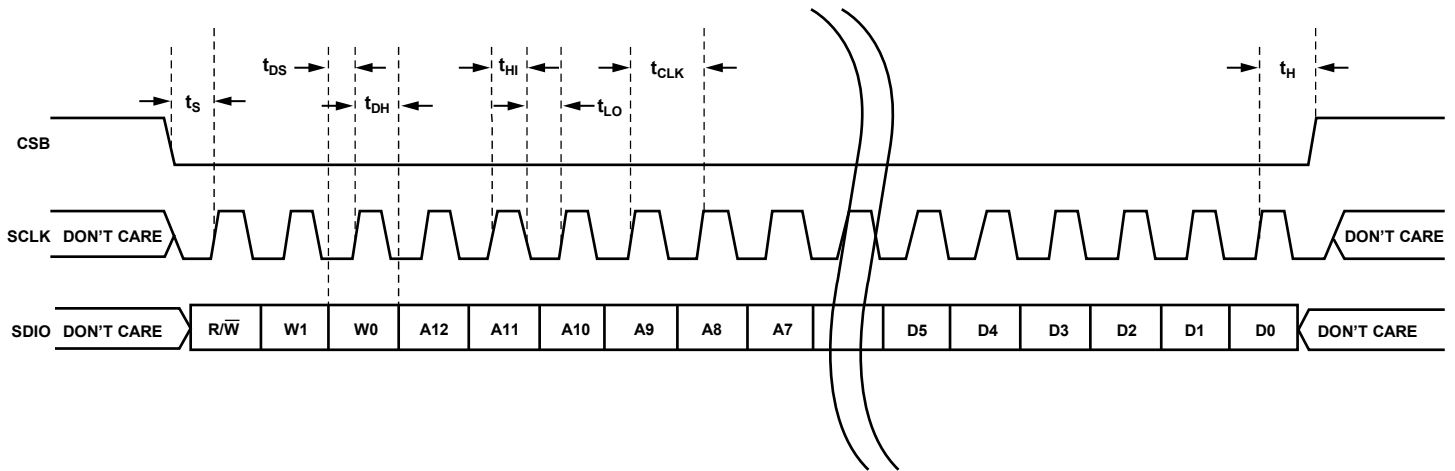 tDS
tHI
tCLK
tH
tS
tDH
tLO
CSB
SCLK DON'T CARE DON'T CARE
SDIO DON'T CARE R/W̅ W1 W0 A12 A11 A10 A9 A8 A7 D5 D4 D3 D2 D1 D0 DON'T CARE